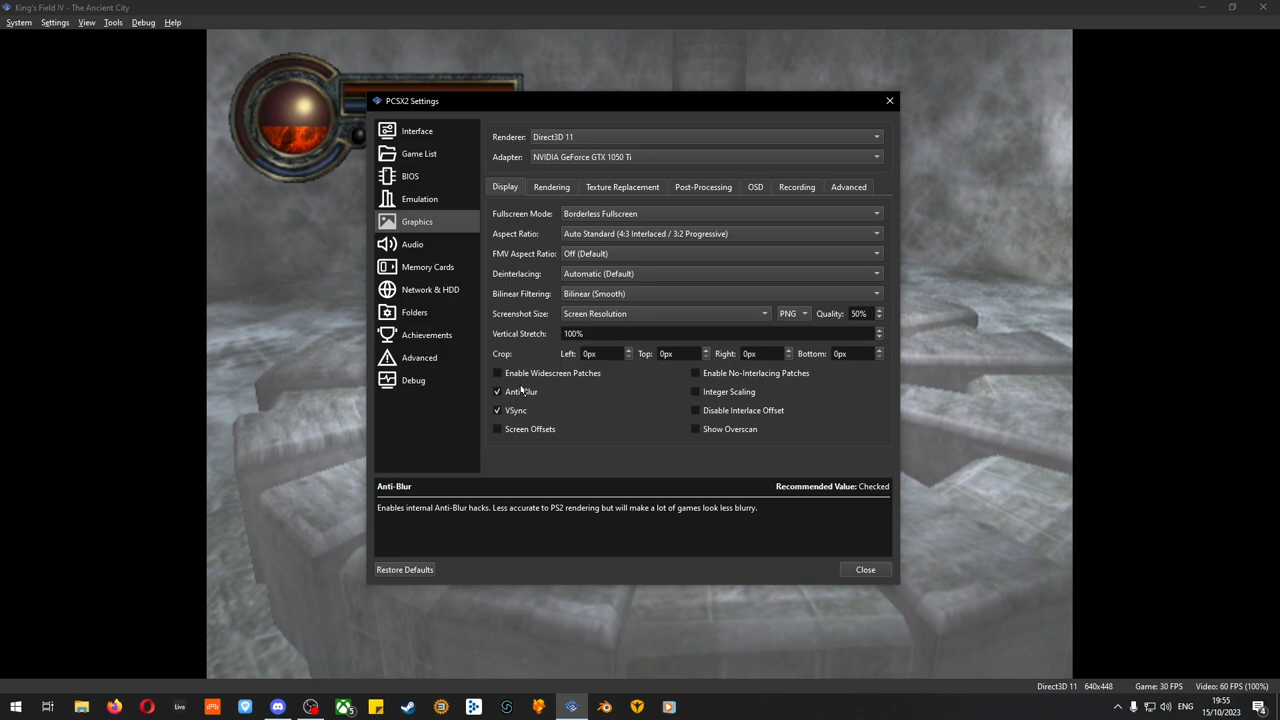 King's Field IV - The Ancient City
System Settings View Tools Debug Help
PCSX2 Settings
Interface
Game List
BIOS
Emulation
Graphics
Audio
Memory Cards
Network & HDD
Folders
Achievements
Advanced
Debug
Renderer: Direct3D 11
Adapter: NVIDIA GeForce GTX 1050 Ti
Display Rendering Texture Replacement Post-Processing OSD Recording Advanced
Fullscreen Mode: Borderless Fullscreen
Aspect Ratio: Auto Standard (4:3 Interlaced / 3:2 Progressive)
FMV Aspect Ratio: Off (Default)
Deinterlacing: Automatic (Default)
Bilinear Filtering: Bilinear (Smooth)
Screenshot Size: Screen Resolution PNG Quality: 50%
Vertical Stretch: 100%
Crop: Left: 0px Top: 0px Right: 0px Bottom: 0px
Enable Widescreen Patches Enable No-Interlacing Patches
Anti-Blur Integer Scaling
VSync Disable Interlace Offset
Screen Offsets Show Overscan
Anti-Blur Recommended Value: Checked
Enables internal Anti-Blur hacks. Less accurate to PS2 rendering but will make a lot of games look less blurry.
Restore Defaults Close
Direct3D 11 640x448 Game: 30 FPS Video: 60 FPS (100%)
Live 5 ENG 19:55
15/10/2023 4